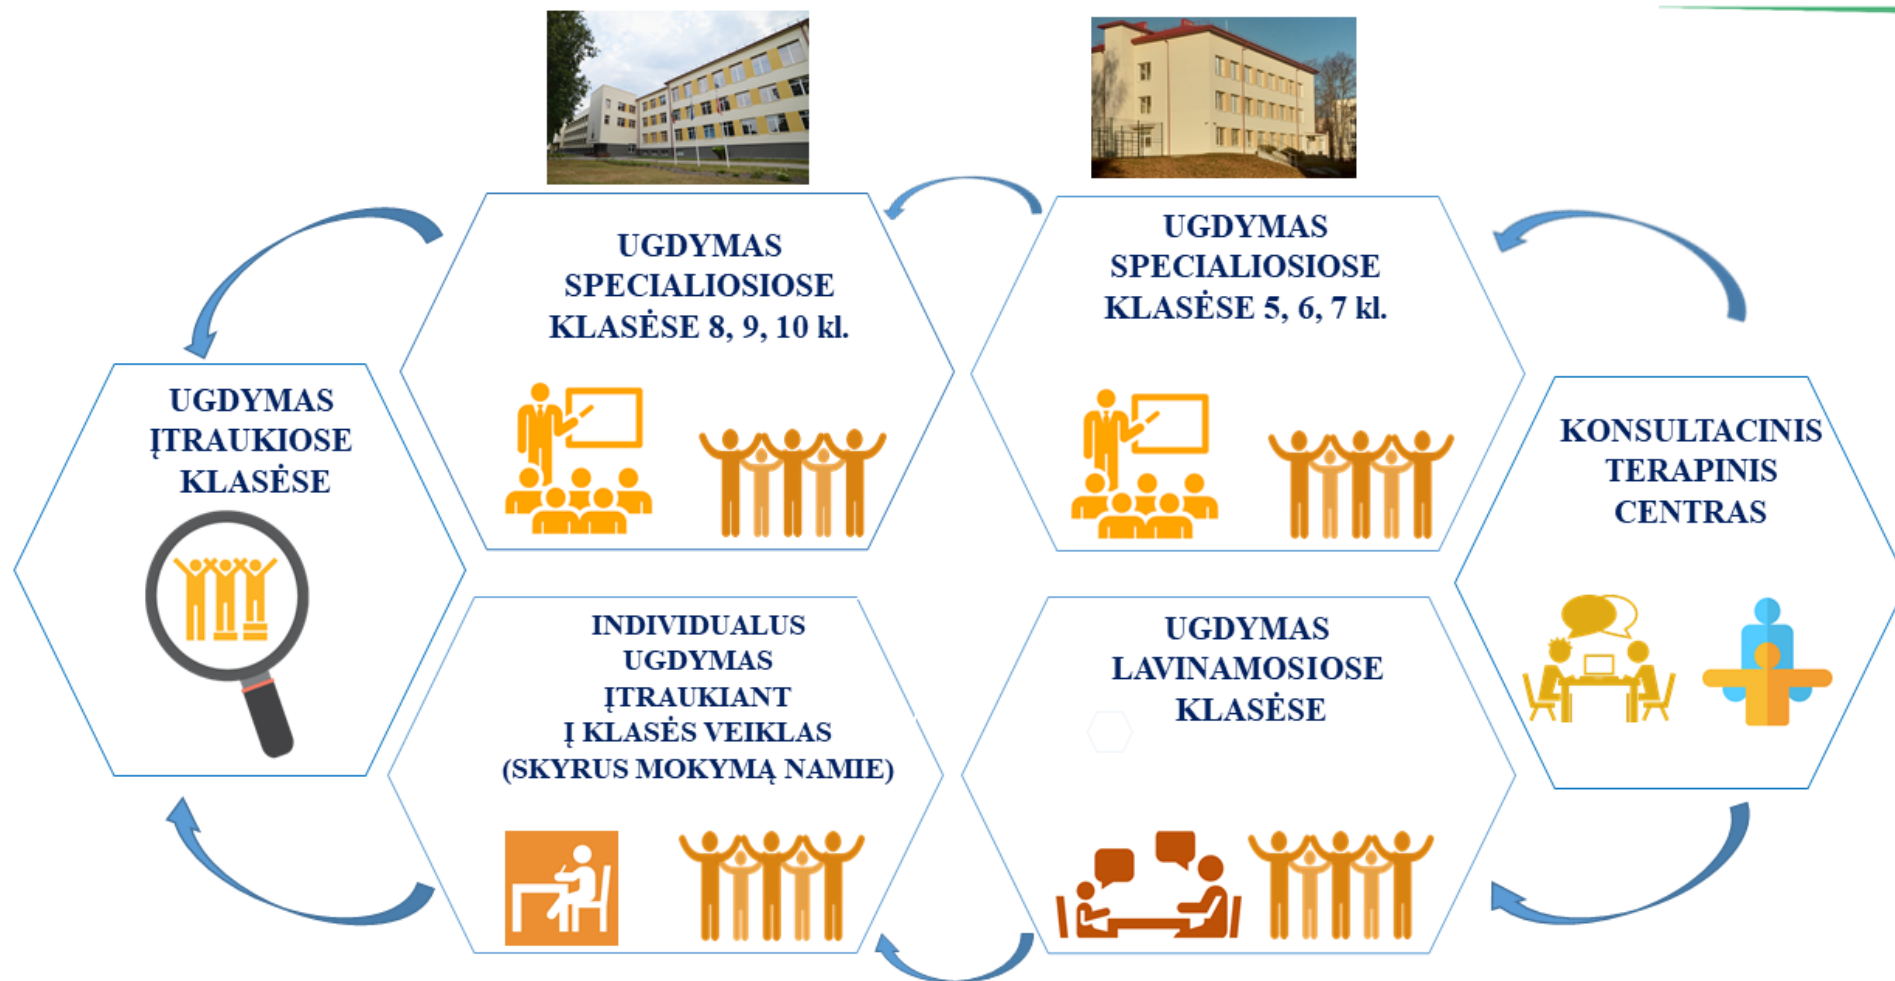 UGDYMAS
SPECIALIOSIOSE
KLASĖSE 8, 9, 10 kl.
UGDYMAS
SPECIALIOSIOSE
KLASĖSE 5, 6, 7 kl.
UGDYMAS
ĮTRAUKIOSE
KLASĖSE
KONSULTACINIS
TERAPINIS
CENTRAS
INDIVIDUALUS
UGDYMAS
ĮTRAUKIANT
Į KLASĖS VEIKLAS
(SKYRUS MOKYMĄ NAMIE)
UGDYMAS
LAVINAMOSIOSE
KLASĖSE